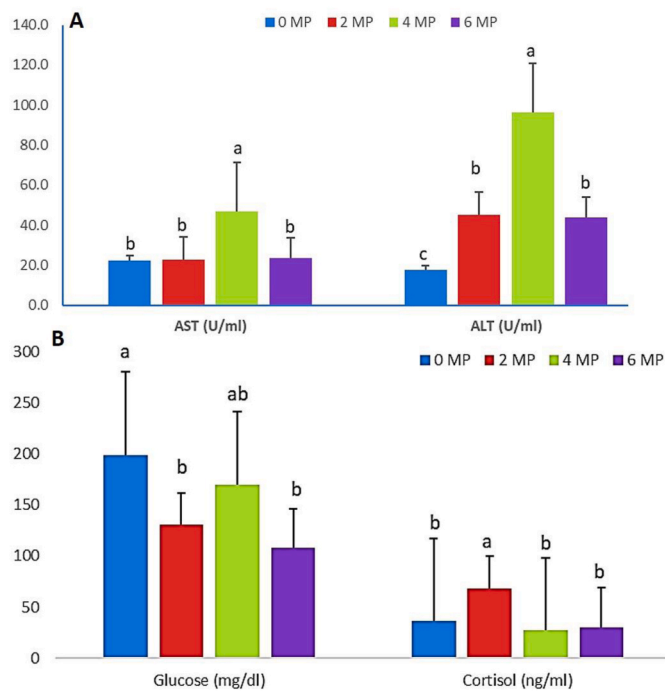 A
0 MP 2 MP 4 MP 6 MP
140.0
120.0
100.0
80.0
60.0
40.0
20.0
0.0
b b a b
c b a b
AST (U/ml) ALT (U/ml)
B
0 MP 2 MP 4 MP 6 MP
300
250
200
150
100
50
0
a b ab b
b a b b
Glucose (mg/dl) Cortisol (ng/ml)